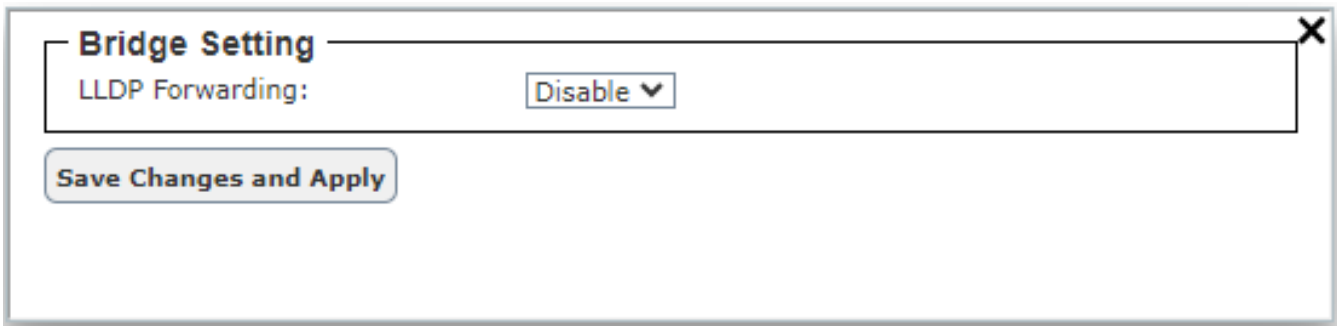 Bridge Setting
LLDP Forwarding: Disable
Save Changes and Apply